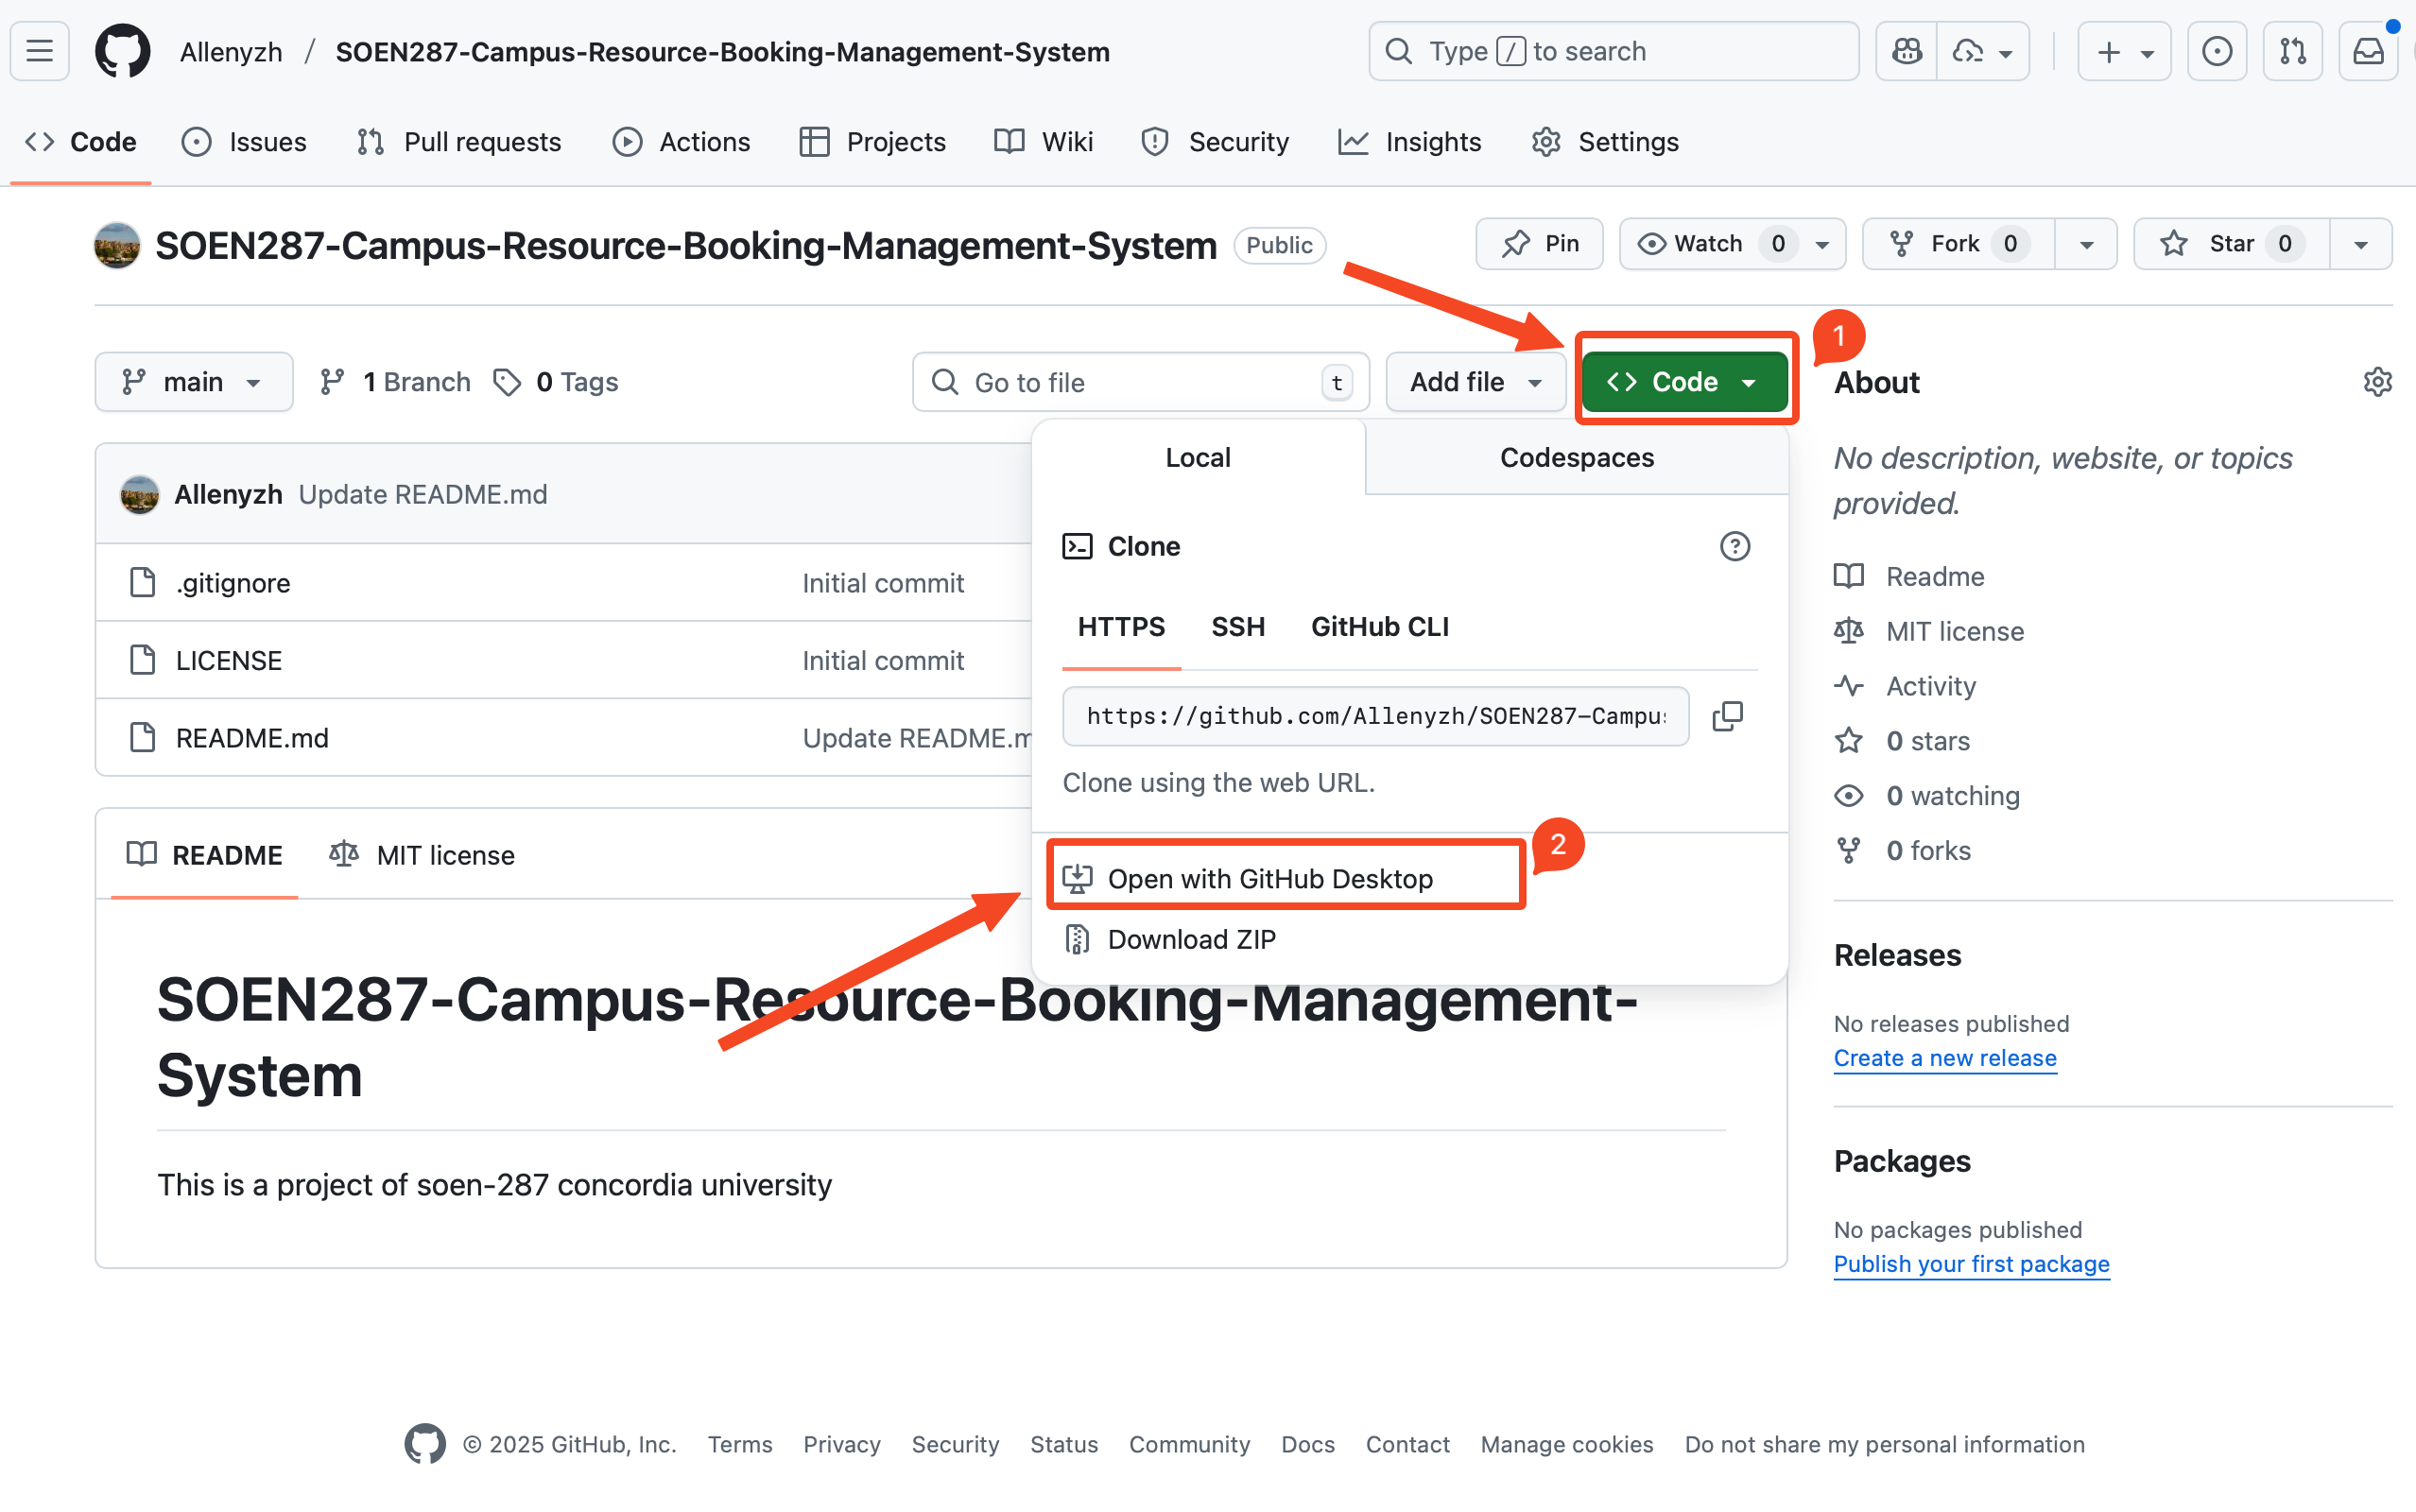 Allenyzh / SOEN287-Campus-Resource-Booking-Management-System
Type / to search
Code
Issues
Pull requests
Actions
Projects
Wiki
Security
Insights
Settings
SOEN287-Campus-Resource-Booking-Management-System Public
Pin
Watch 0
Fork 0
Star 0
main
1 Branch
0 Tags
Go to file t
Add file
Code
1
Local
Codespaces
Clone
HTTPS
SSH
GitHub CLI
https://github.com/Allenyzh/SOEN287-Campus
Clone using the web URL.
2
Open with GitHub Desktop
Download ZIP
Allenyzh Update README.md
.gitignore Initial commit
LICENSE Initial commit
README.md Update README.m
README
MIT license
SOEN287-Campus-Resource-Booking-Management-
System
This is a project of soen-287 concordia university
About
No description, website, or topics
provided.
Readme
MIT license
Activity
0 stars
0 watching
0 forks
Releases
No releases published
Create a new release
Packages
No packages published
Publish your first package
© 2025 GitHub, Inc. Terms Privacy Security Status Community Docs Contact Manage cookies Do not share my personal information